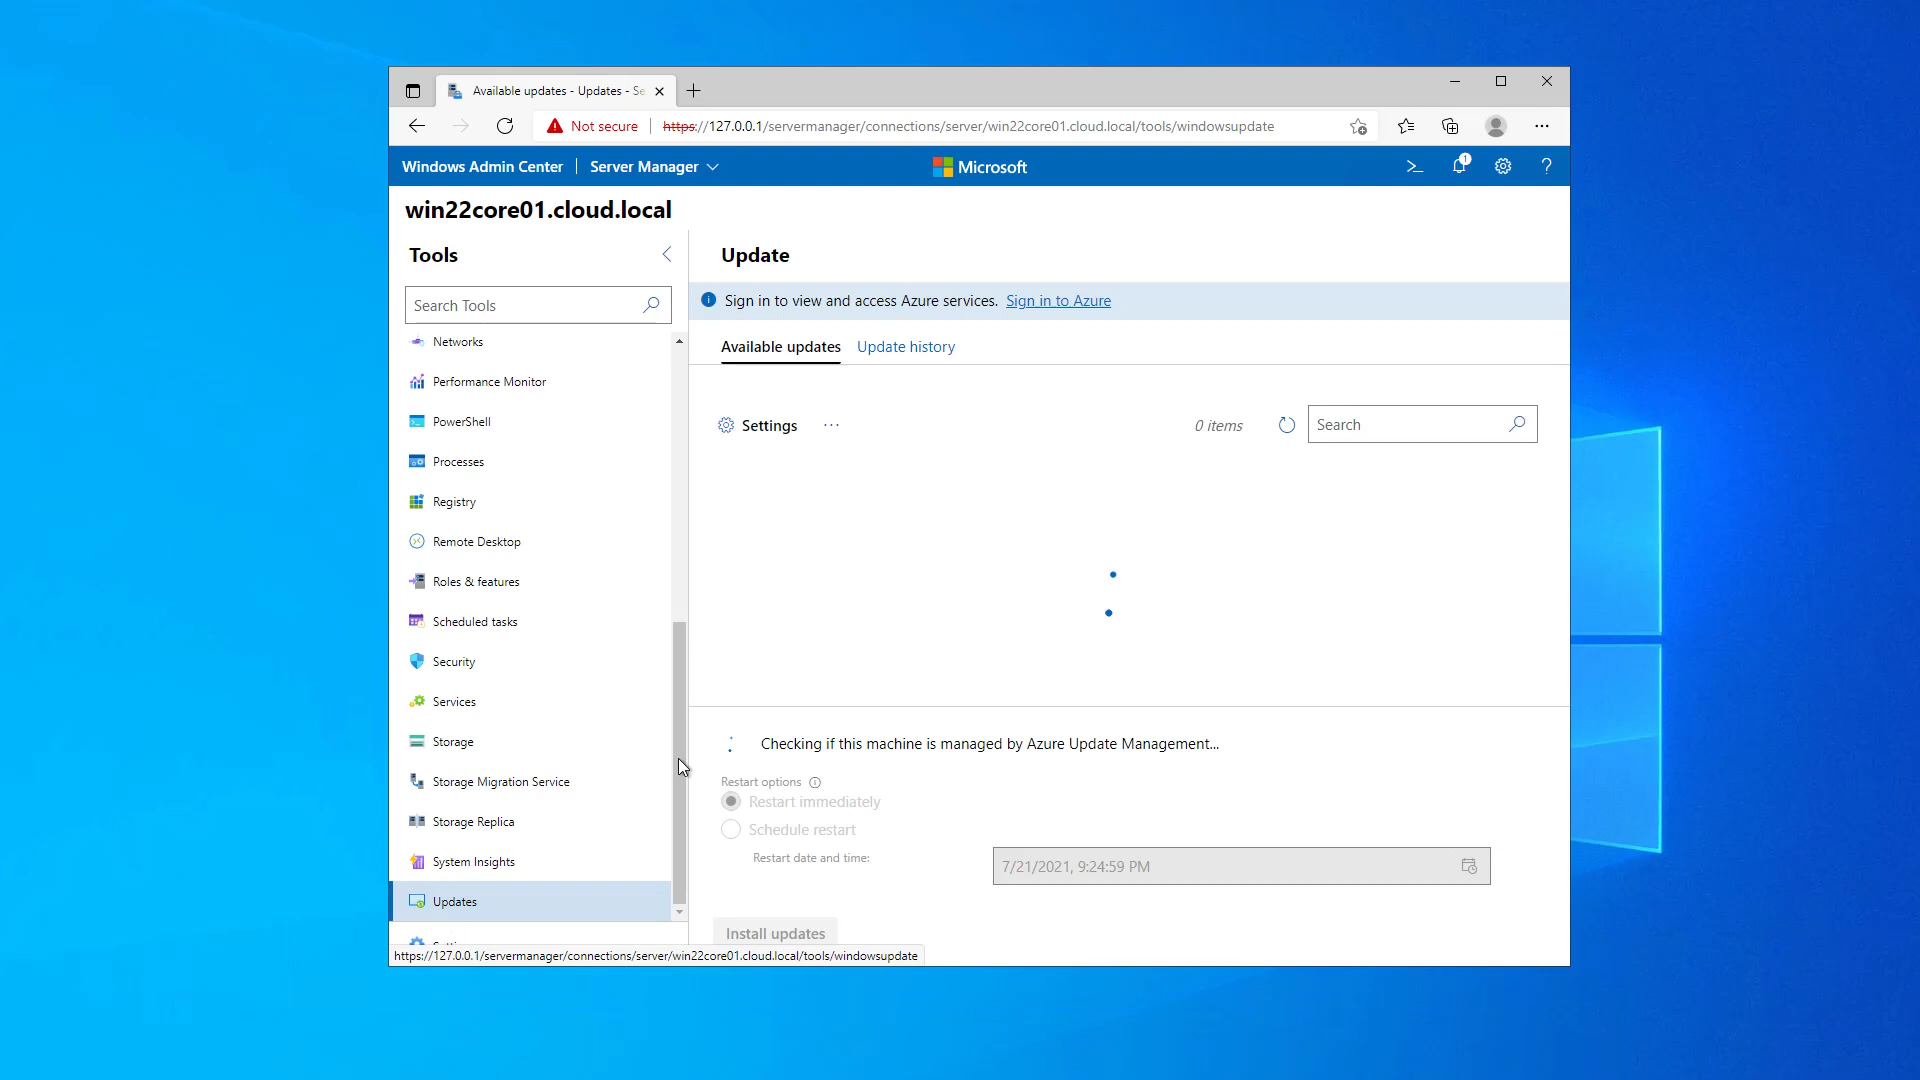 Available updates - Updates - Se
Not secure
https://127.0.0.1/servermanager/connections/server/win22core01.cloud.local/tools/windowsupdate
Windows Admin Center
Server Manager
Microsoft
1
?
win22core01.cloud.local
Tools
Search Tools
Networks
Performance Monitor
PowerShell
Processes
Registry
Remote Desktop
Roles & features
Scheduled tasks
Security
Services
Storage
Storage Migration Service
Storage Replica
System Insights
Updates
https://127.0.0.1/servermanager/connections/server/win22core01.cloud.local/tools/windowsupdate
Update
Sign in to view and access Azure services. Sign in to Azure
Available updates
Update history
Settings
0 items
Search
Checking if this machine is managed by Azure Update Management...
Restart options
Restart immediately
Schedule restart
Restart date and time:
7/21/2021, 9:24:59 PM
Install updates